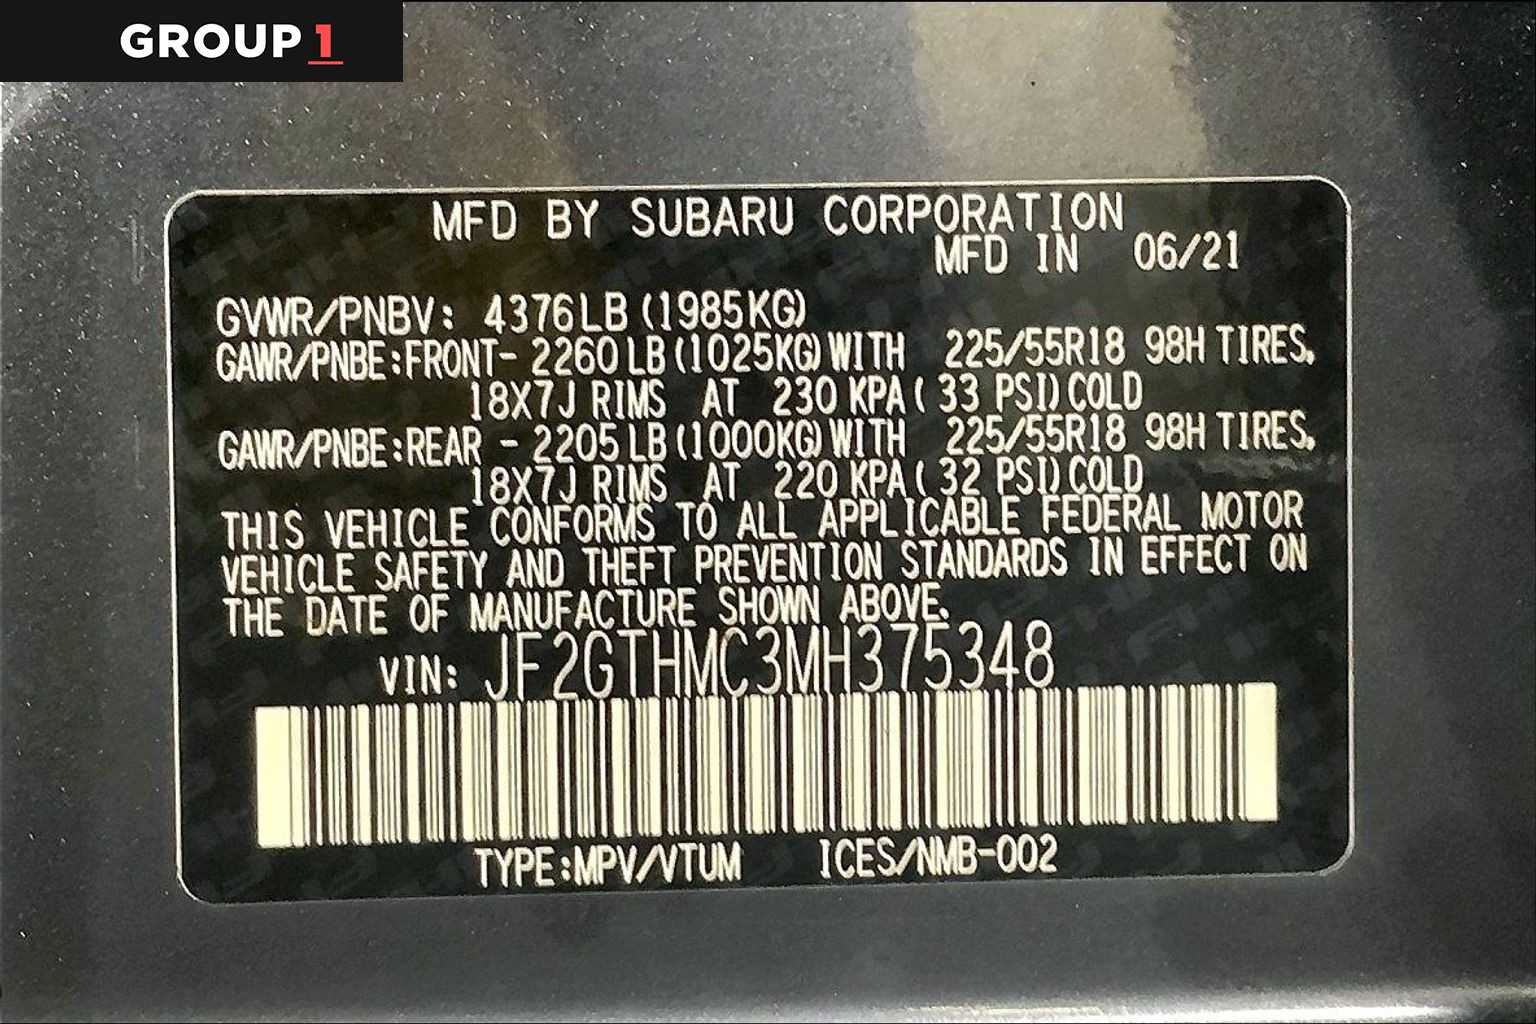 GROUP 1
MFD BY SUBARU CORPORATION
MFD IN 06/21
GVWR/PNBV: 4376LB (1985KG)
GAWR/PNBE:FRONT- 2260 LB (1025KG) WITH 225/55R18 98H TIRES,
18X7J RIMS AT 230 KPA ( 33 PSI) COLD
GAWR/PNBE:REAR - 2205 LB (1000KG) WITH 225/55R18 98H TIRES,
18X7J RIMS AT 220 KPA ( 32 PSI) COLD
THIS VEHICLE CONFORMS TO ALL APPLICABLE FEDERAL MOTOR
VEHICLE SAFETY AND THEFT PREVENTION STANDARDS IN EFFECT ON
THE DATE OF MANUFACTURE SHOWN ABOVE.
VIN: JF2GTHMC3MH375348
TYPE:MPV/VTUM ICES/NMB-002